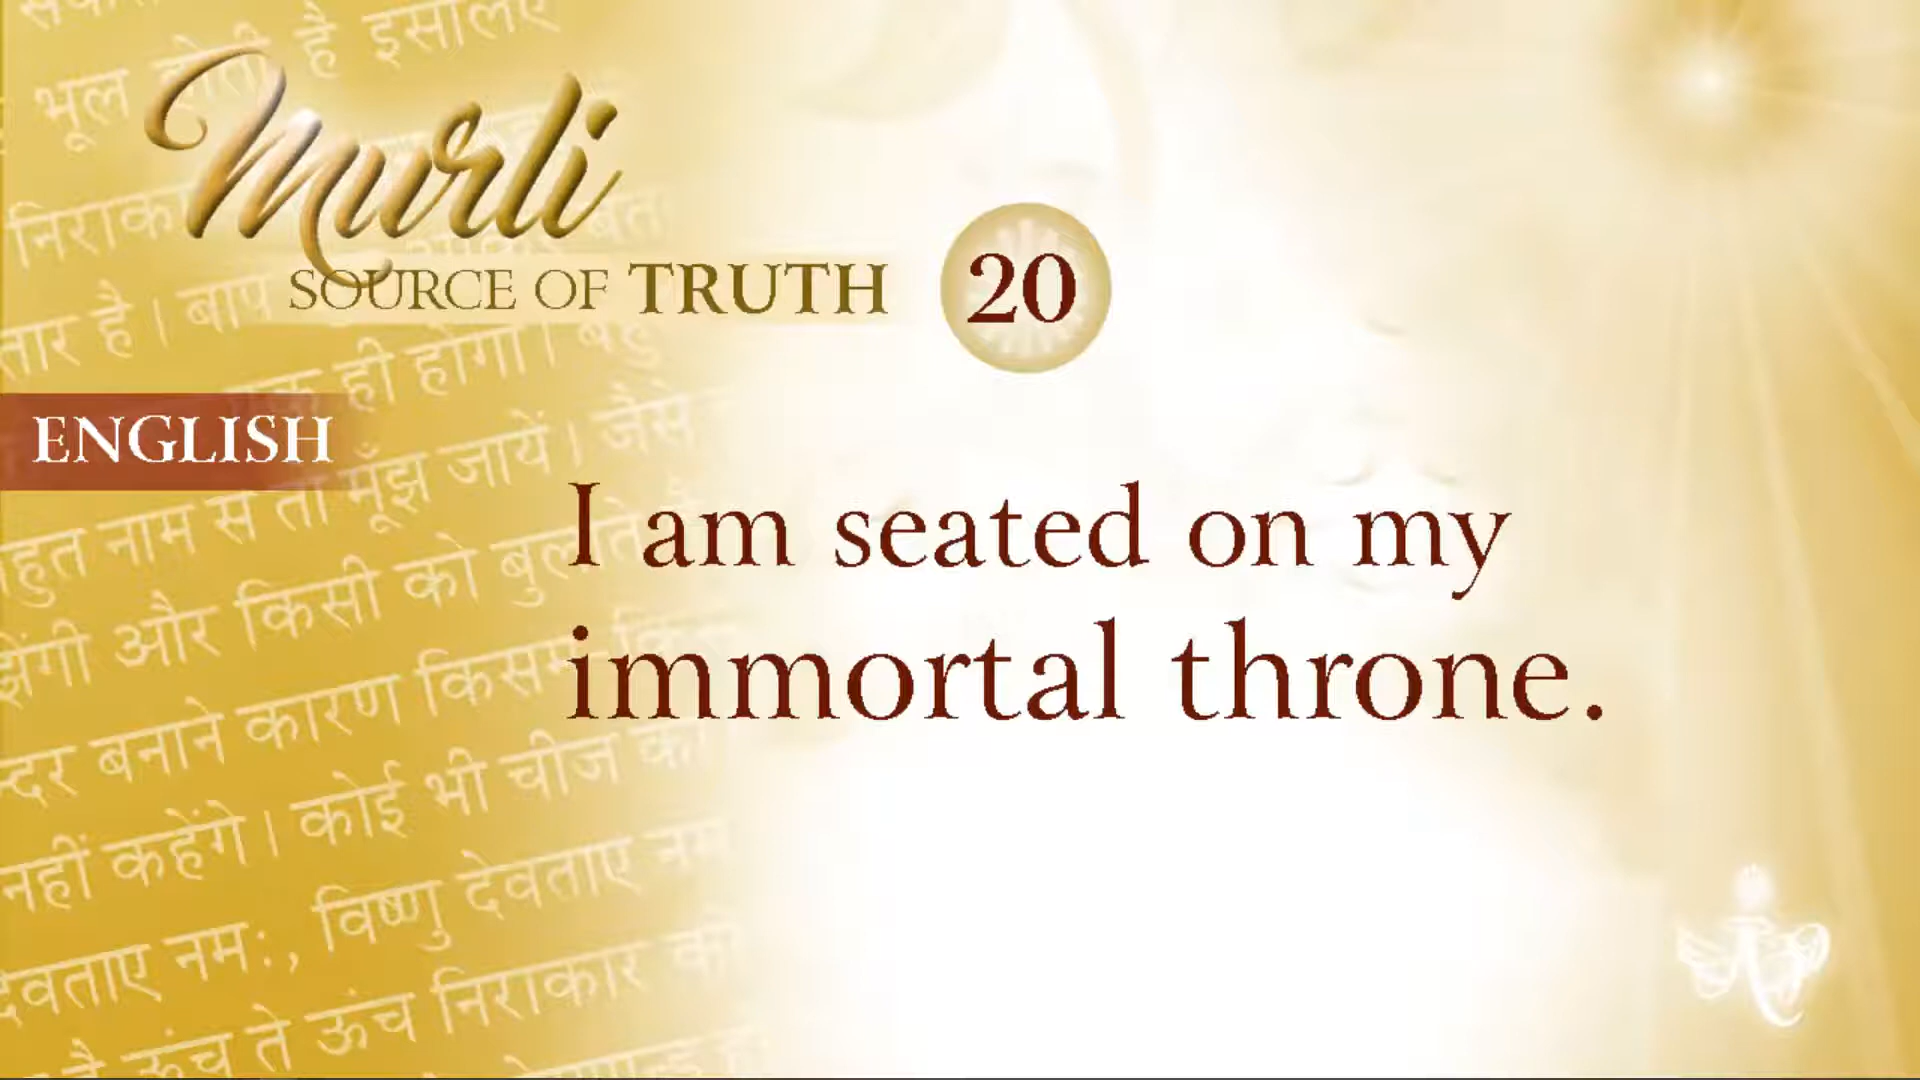 है इसलिए
भूल होती
Murli
निराकार
SOURCE OF TRUTH
20
तार है। बाप
ही होगा।
ENGLISH
मूँझ जायें। जैसे
बहुत नाम से तो
I am seated on my
और किसी को
immortal throne.
बनाने कारण
नहीं कहेंगे। कोई भी चीज को
देवताए नम:, विष्णु देवताए नम
है ऊंच ते ऊंच निराकार को